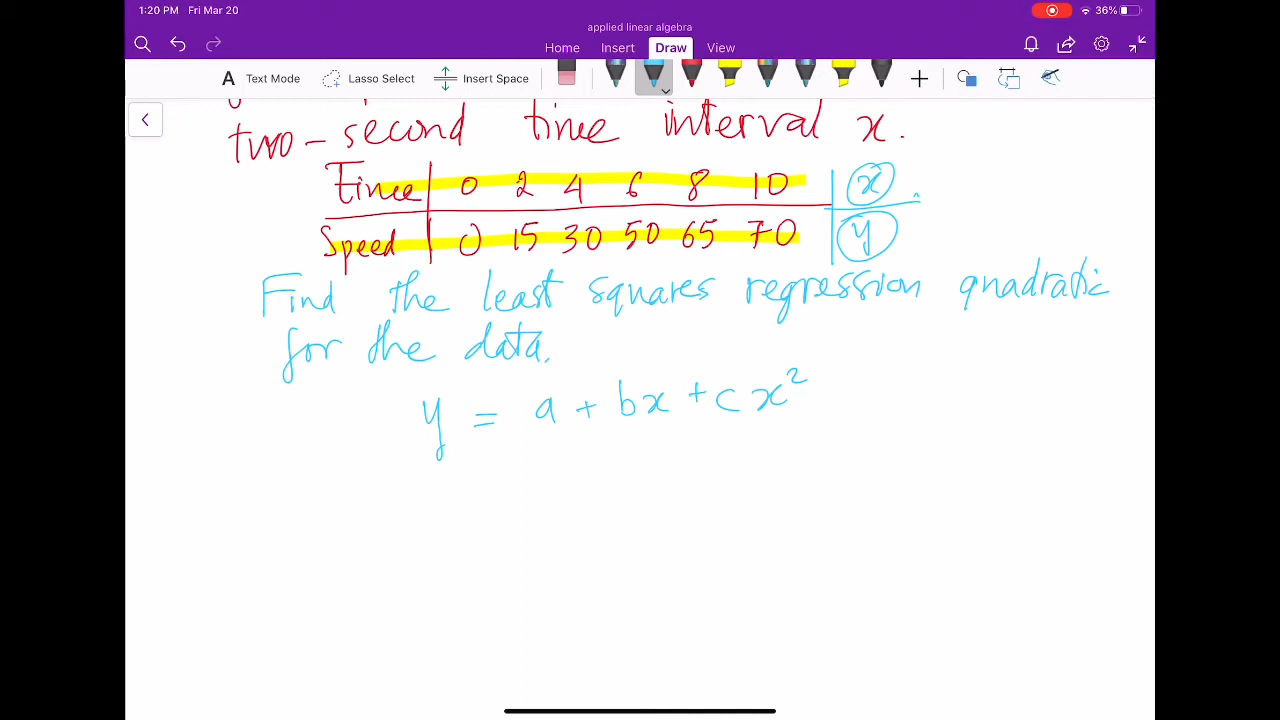 1:20 PM Fri Mar 20
36%
applied linear algebra
Home Insert Draw View
A Text Mode Lasso Select Insert Space
two-second time interval x.
Time 0 2 4 6 8 10 x
Speed 0 15 30 50 65 70 y
Find the least squares regression quadratic
for the data.
y = a + bx + cx²